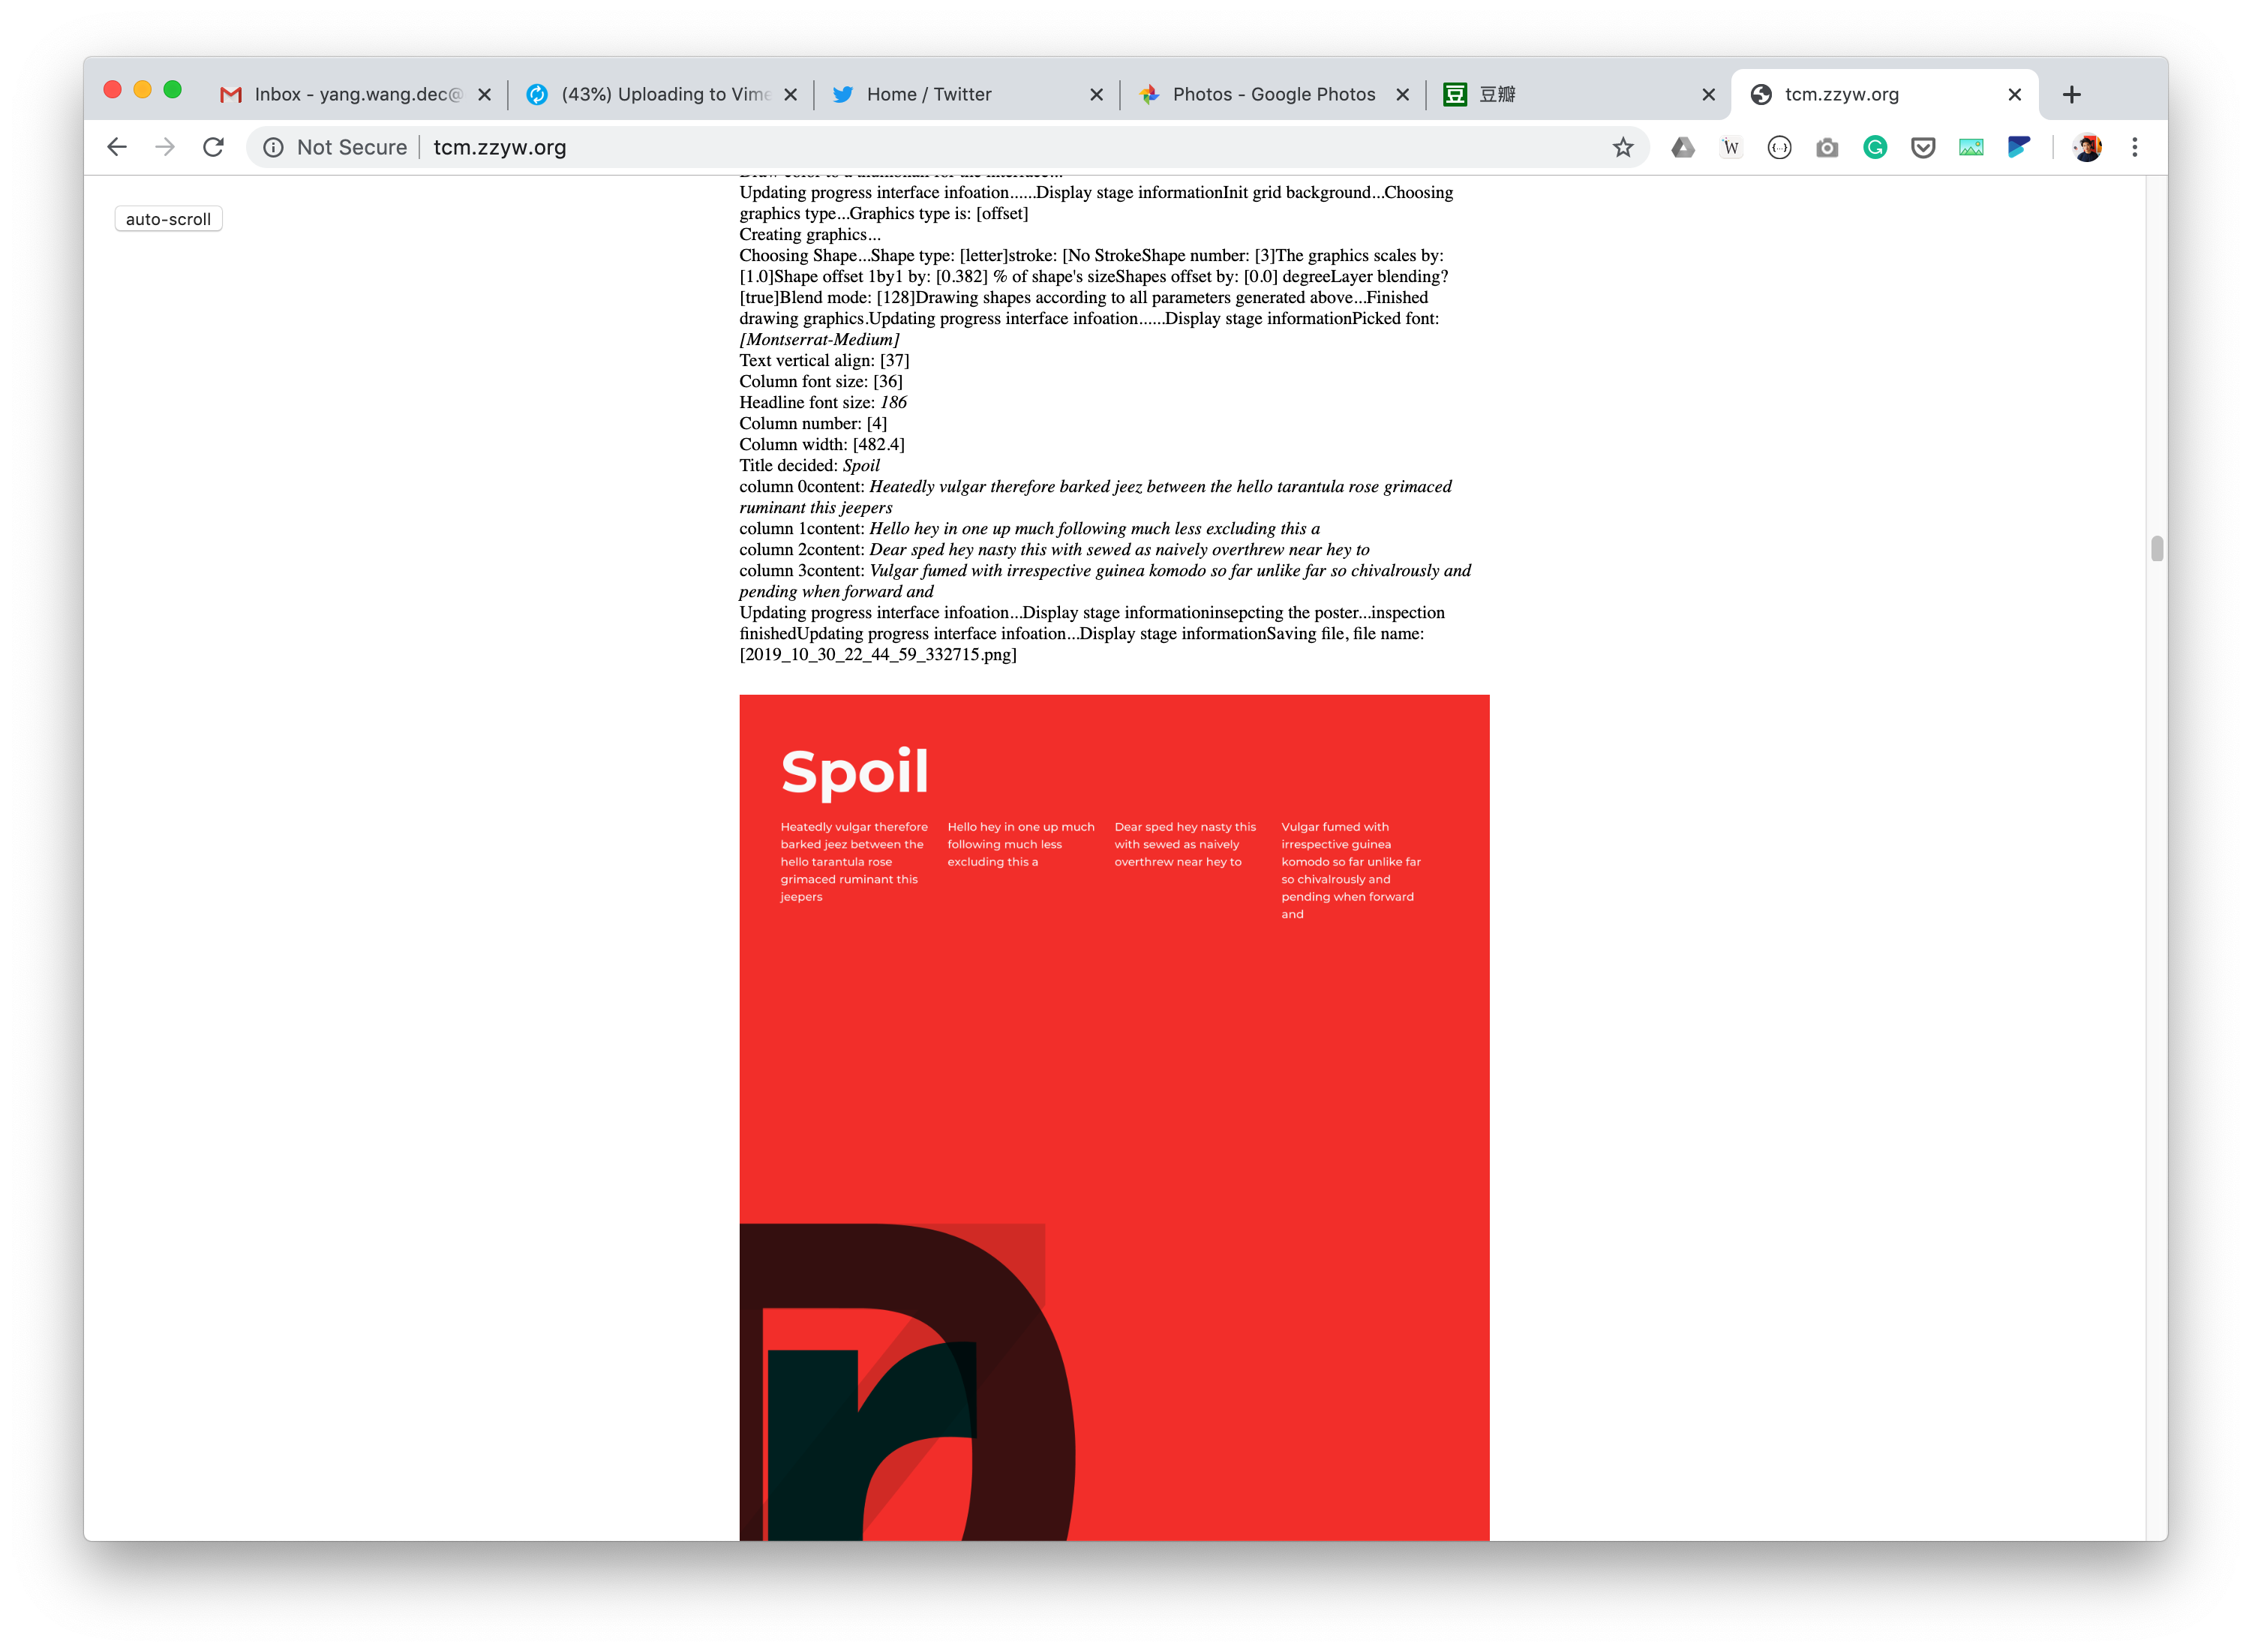 Inbox - yang.wang.dec@
(43%) Uploading to Vime
Home / Twitter
Photos - Google Photos
豆瓣
tcm.zzyw.org
Not Secure
tcm.zzyw.org
auto-scroll
Draw color to a thumbnail for the interface...
Updating progress interface infoation......Display stage informationInit grid background...Choosing
graphics type...Graphics type is: [offset]
Creating graphics...
Choosing Shape...Shape type: [letter]stroke: [No StrokeShape number: [3]The graphics scales by:
[1.0]Shape offset 1by1 by: [0.382] % of shape's sizeShapes offset by: [0.0] degreeLayer blending?
[true]Blend mode: [128]Drawing shapes according to all parameters generated above...Finished
drawing graphics.Updating progress interface infoation......Display stage informationPicked font:
[Montserrat-Medium]
Text vertical align: [37]
Column font size: [36]
Headline font size: 186
Column number: [4]
Column width: [482.4]
Title decided: Spoil
column 0content: Heatedly vulgar therefore barked jeez between the hello tarantula rose grimaced
ruminant this jeepers
column 1content: Hello hey in one up much following much less excluding this a
column 2content: Dear sped hey nasty this with sewed as naively overthrew near hey to
column 3content: Vulgar fumed with irrespective guinea komodo so far unlike far so chivalrously and
pending when forward and
Updating progress interface infoation...Display stage informationinsepcting the poster...inspection
finishedUpdating progress interface infoation...Display stage informationSaving file, file name:
[2019_10_30_22_44_59_332715.png]
Spoil
Heatedly vulgar therefore
barked jeez between the
hello tarantula rose
grimaced ruminant this
jeepers
Hello hey in one up much
following much less
excluding this a
Dear sped hey nasty this
with sewed as naively
overthrew near hey to
Vulgar fumed with
irrespective guinea
komodo so far unlike far
so chivalrously and
pending when forward
and
r